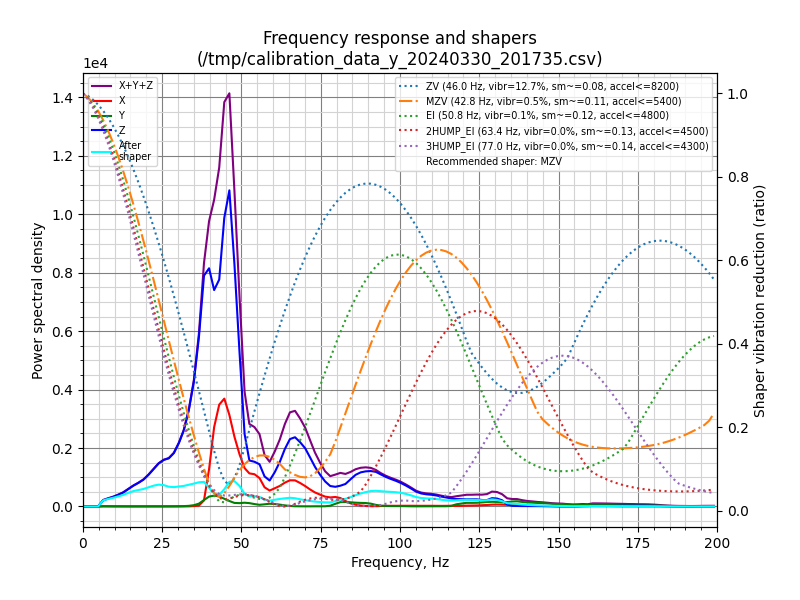 Frequency response and shapers
(/tmp/calibration_data_y_20240330_201735.csv)
1e4
X+Y+Z
X
Y
Z
After
shaper
ZV (46.0 Hz, vibr=12.7%, sm~=0.08, accel<=8200)
MZV (42.8 Hz, vibr=0.5%, sm~=0.11, accel<=5400)
EI (50.8 Hz, vibr=0.1%, sm~=0.12, accel<=4800)
2HUMP_EI (63.4 Hz, vibr=0.0%, sm~=0.13, accel<=4500)
3HUMP_EI (77.0 Hz, vibr=0.0%, sm~=0.14, accel<=4300)
Recommended shaper: MZV
1.4
1.2
1.0
0.8
0.6
0.4
0.2
0.0
Power spectral density
1.0
0.8
0.6
0.4
0.2
0.0
Shaper vibration reduction (ratio)
0 25 50 75 100 125 150 175 200
Frequency, Hz